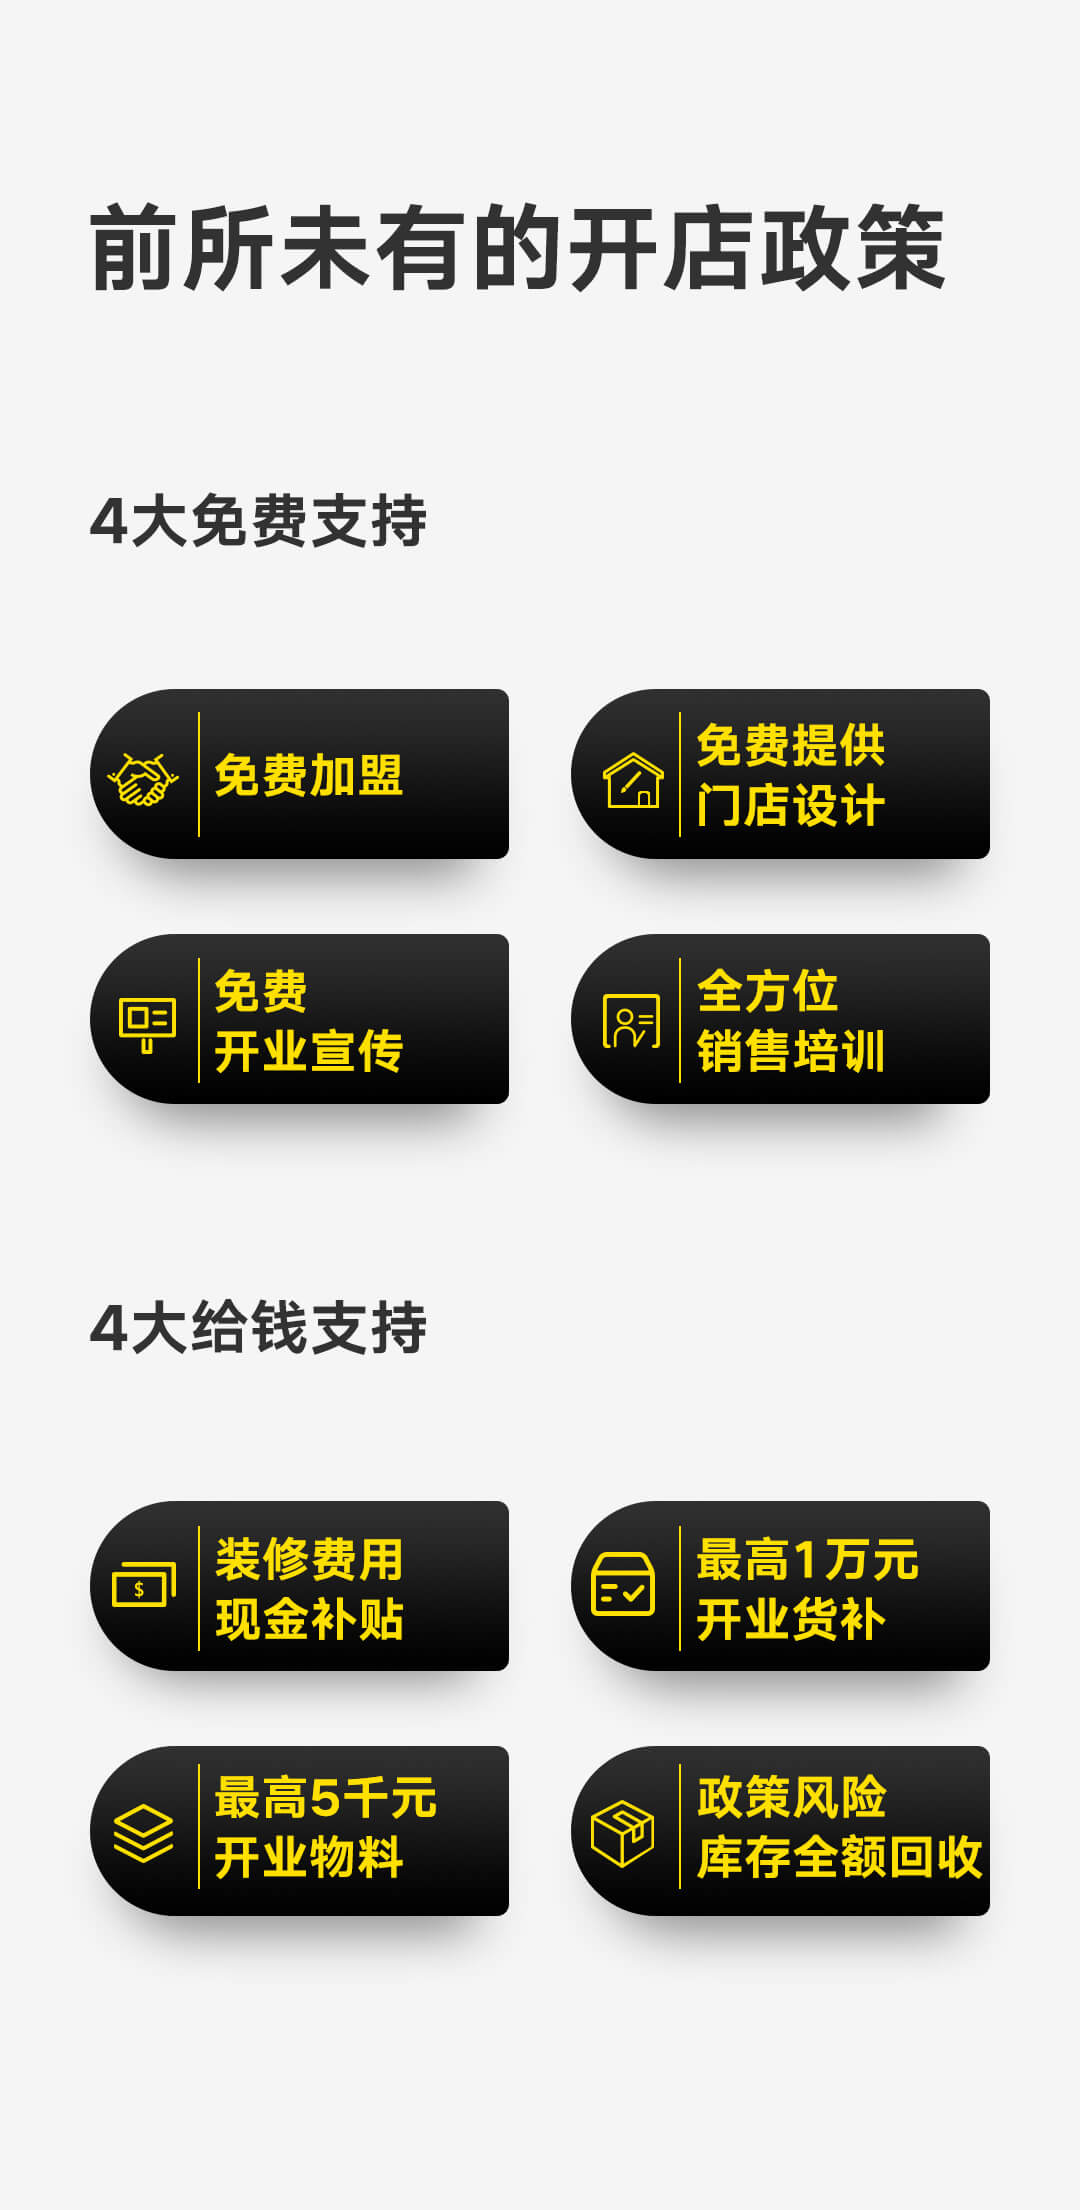 前所未有的开店政策
4大免费支持
免费加盟
免费提供
门店设计
免费
开业宣传
全方位
销售培训
4大给钱支持
$
装修费用
现金补贴
最高1万元
开业货补
最高5千元
开业物料
政策风险
库存全额回收